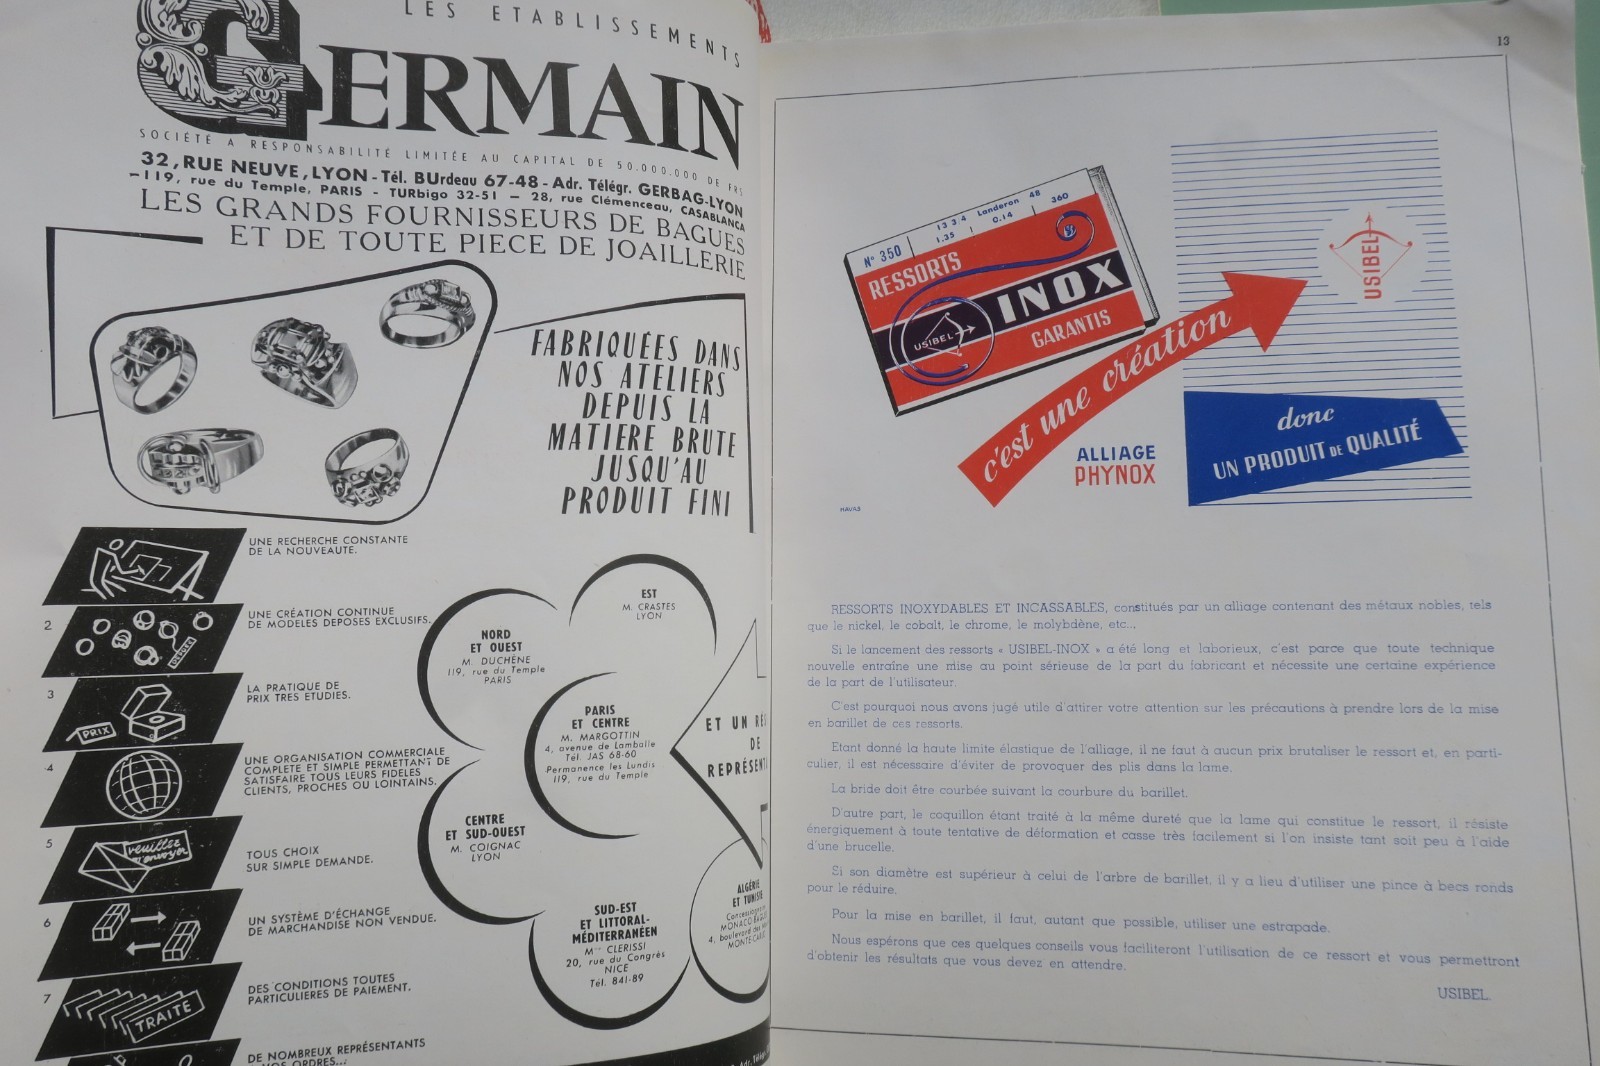 LES ETABLISSEMENTS
GERMAIN
SOCIÉTÉ A RESPONSABILITÉ LIMITÉE AU CAPITAL DE 50.000.000 DE FRS
32, RUE NEUVE, LYON - Tél. BUrdeau 67-48 - Adr. Télégr. GERBAG-LYON
-119, rue du Temple, PARIS - TURbigo 32-51 — 28, rue Clémenceau, CASABLANCA
LES GRANDS FOURNISSEURS DE BAGUES
ET DE TOUTE PIECE DE JOAILLERIE
FABRIQUÉES DANS
NOS ATELIERS
DEPUIS LA
MATIERE BRUTE
JUSQU'AU
PRODUIT FINI
UNE RECHERCHE CONSTANTE
DE LA NOUVEAUTE.
2
DÉPOSÉ
UNE CRÉATION CONTINUE
DE MODELES DEPOSES EXCLUSIFS.
3
PRIX
LA PRATIQUE DE
PRIX TRES ETUDIES.
4
UNE ORGANISATION COMMERCIALE
COMPLETE ET SIMPLE PERMETTANT DE
SATISFAIRE TOUS LEURS FIDELES
CLIENTS, PROCHES OU LOINTAINS.
5
veuillez
m'envoyer
TOUS CHOIX
SUR SIMPLE DEMANDE.
6
UN SYSTÈME D'ÉCHANGE
DE MARCHANDISE NON VENDUE.
7
TRAITE
DES CONDITIONS TOUTES
PARTICULIERES DE PAIEMENT.
DE NOMBREUX REPRÉSENTANTS
ORDRES...
EST
M. CRASTES
LYON
NORD
ET OUEST
M. DUCHÊNE
119, rue du Temple
PARIS
PARIS
ET CENTRE
M. MARGOTTIN
4, avenue de Lamballe
Tél. JAS 68-60
Permanence les Lundis
119, rue du Temple
ET UN
DE
REPRÉSENT
CENTRE
ET SUD-OUEST
M. COIGNAC
LYON
SUD-EST
ET LITTORAL-
MÉDITERRANÉEN
Mme CLERISSI
20, rue du Congrès
NICE
Tél. 841-89
ALGÉRIE
ET TUNISIE
MONACO
4, boulevard des
MONTE-CARLO
Adr. Télégr.
13
N° 350
13 3/4 Landeron 48
1.35 0.14 360
RESSORTS
INOX
USIBEL
GARANTIS
USIBEL
c'est une création
donc
UN PRODUIT DE QUALITÉ
ALLIAGE
PHYNOX
HAVAS
RESSORTS INOXYDABLES ET INCASSABLES, constitués par un alliage contenant des métaux nobles, tels
que le nickel, le cobalt, le chrome, le molybdène, etc...
Si le lancement des ressorts « USIBEL-INOX » a été long et laborieux, c'est parce que toute technique
nouvelle entraîne une mise au point sérieuse de la part du fabricant et nécessite une certaine expérience
de la part de l'utilisateur.
C'est pourquoi nous avons jugé utile d'attirer votre attention sur les précautions à prendre lors de la mise
en barillet de ces ressorts.
Etant donné la haute limite élastique de l'alliage, il ne faut à aucun prix brutaliser le ressort et, en parti-
culier, il est nécessaire d'éviter de provoquer des plis dans la lame.
La bride doit être courbée suivant la courbure du barillet.
D'autre part, le coquillon étant traité à la même dureté que la lame qui constitue le ressort, il résiste
énergiquement à toute tentative de déformation et casse très facilement si l'on insiste tant soit peu à l'aide
d'une brucelle.
Si son diamètre est supérieur à celui de l'arbre de barillet, il y a lieu d'utiliser une pince à becs ronds
pour le réduire.
Pour la mise en barillet, il faut, autant que possible, utiliser une estrapade.
Nous espérons que ces quelques conseils vous faciliteront l'utilisation de ce ressort et vous permettront
d'obtenir les résultats que vous devez en attendre.
USIBEL.